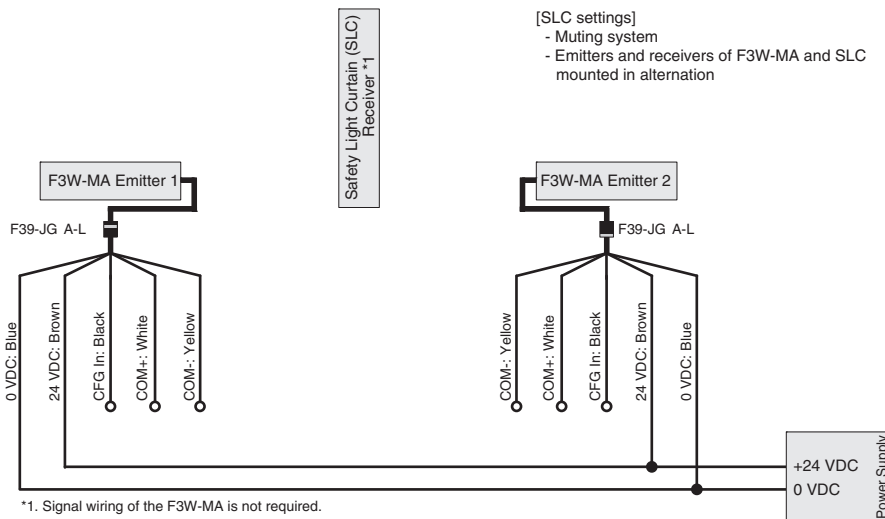 [SLC settings]
- Muting system
- Emitters and receivers of F3W-MA and SLC
mounted in alternation
Safety Light Curtain (SLC)
Receiver *1
F3W-MA Emitter 1
F3W-MA Emitter 2
F39-JG A-L
F39-JG A-L
0 VDC: Blue
24 VDC: Brown
CFG In: Black
COM+: White
COM-: Yellow
COM-: Yellow
COM+: White
CFG In: Black
24 VDC: Brown
0 VDC: Blue
+24 VDC
0 VDC
Power Supply
*1. Signal wiring of the F3W-MA is not required.